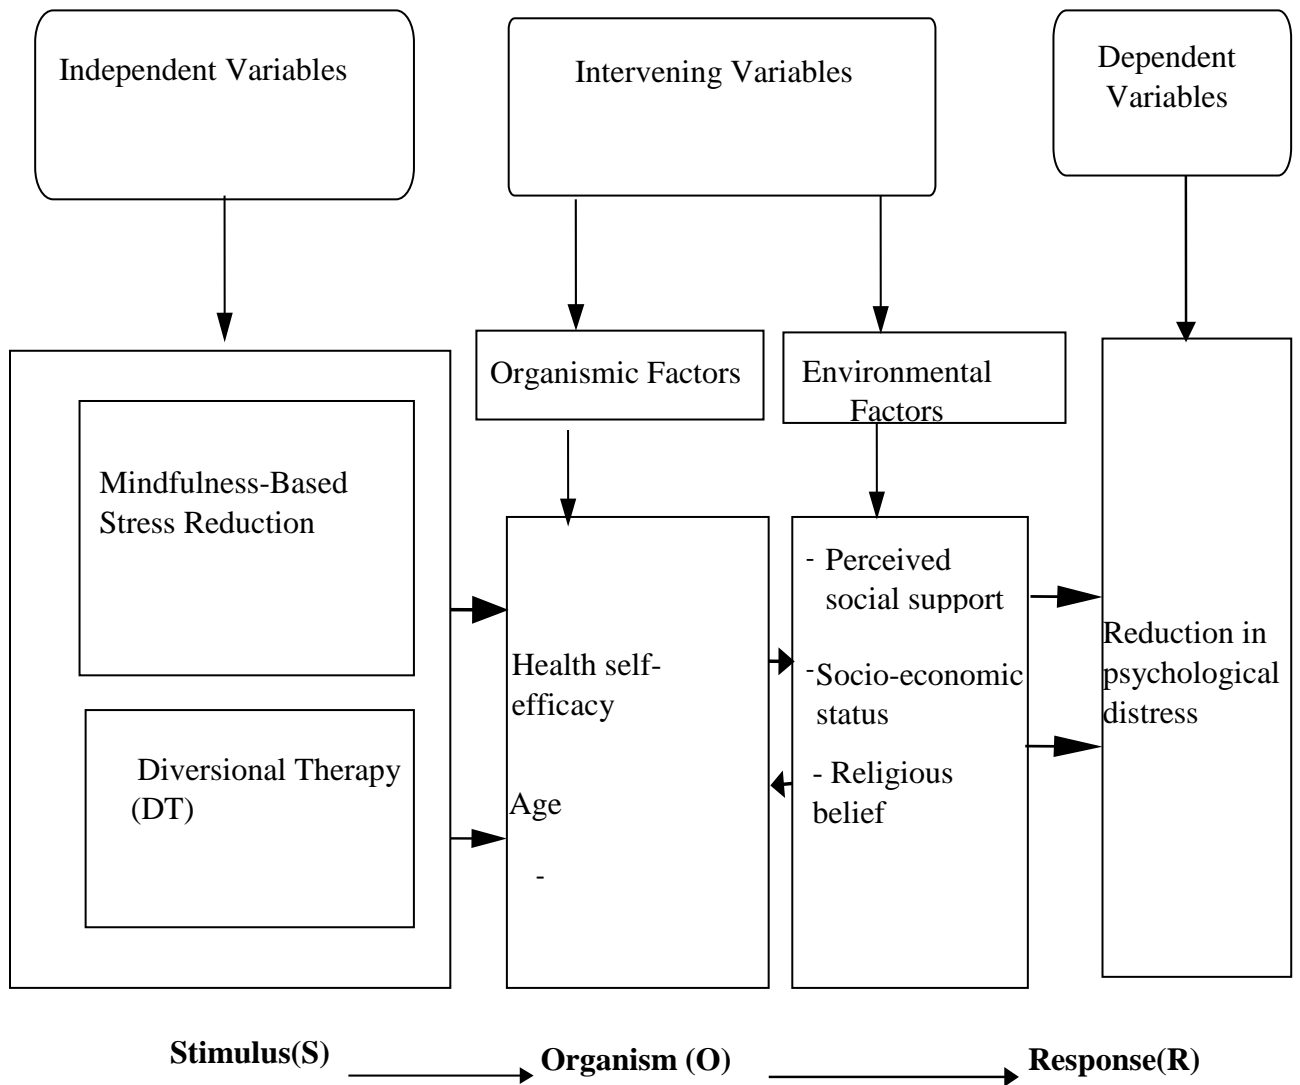 Independent Variables
Intervening Variables
Dependent
Variables
Organismic Factors
Environmental
Factors
Mindfulness-Based
Stress Reduction
Diversional Therapy
(DT)
Health self-
efficacy
Age
-
- Perceived
social support
-Socio-economic
status
- Religious
belief
Reduction in
psychological
distress
Stimulus(S)
Organism (O)
Response(R)